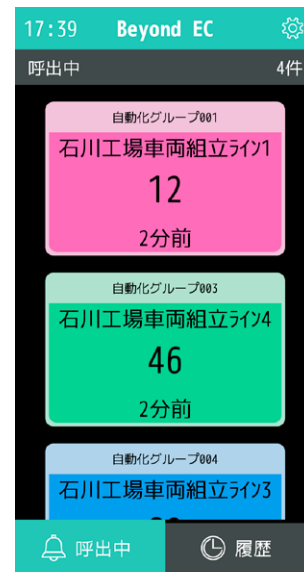 17:39 Beyond EC
呼出中 4件
自動化グループ001
石川工場車両組立ﾗｲﾝ1
12
2分前
自動化グループ003
石川工場車両組立ﾗｲﾝ4
46
2分前
自動化グループ004
石川工場車両組立ﾗｲﾝ3
呼出中 履歴